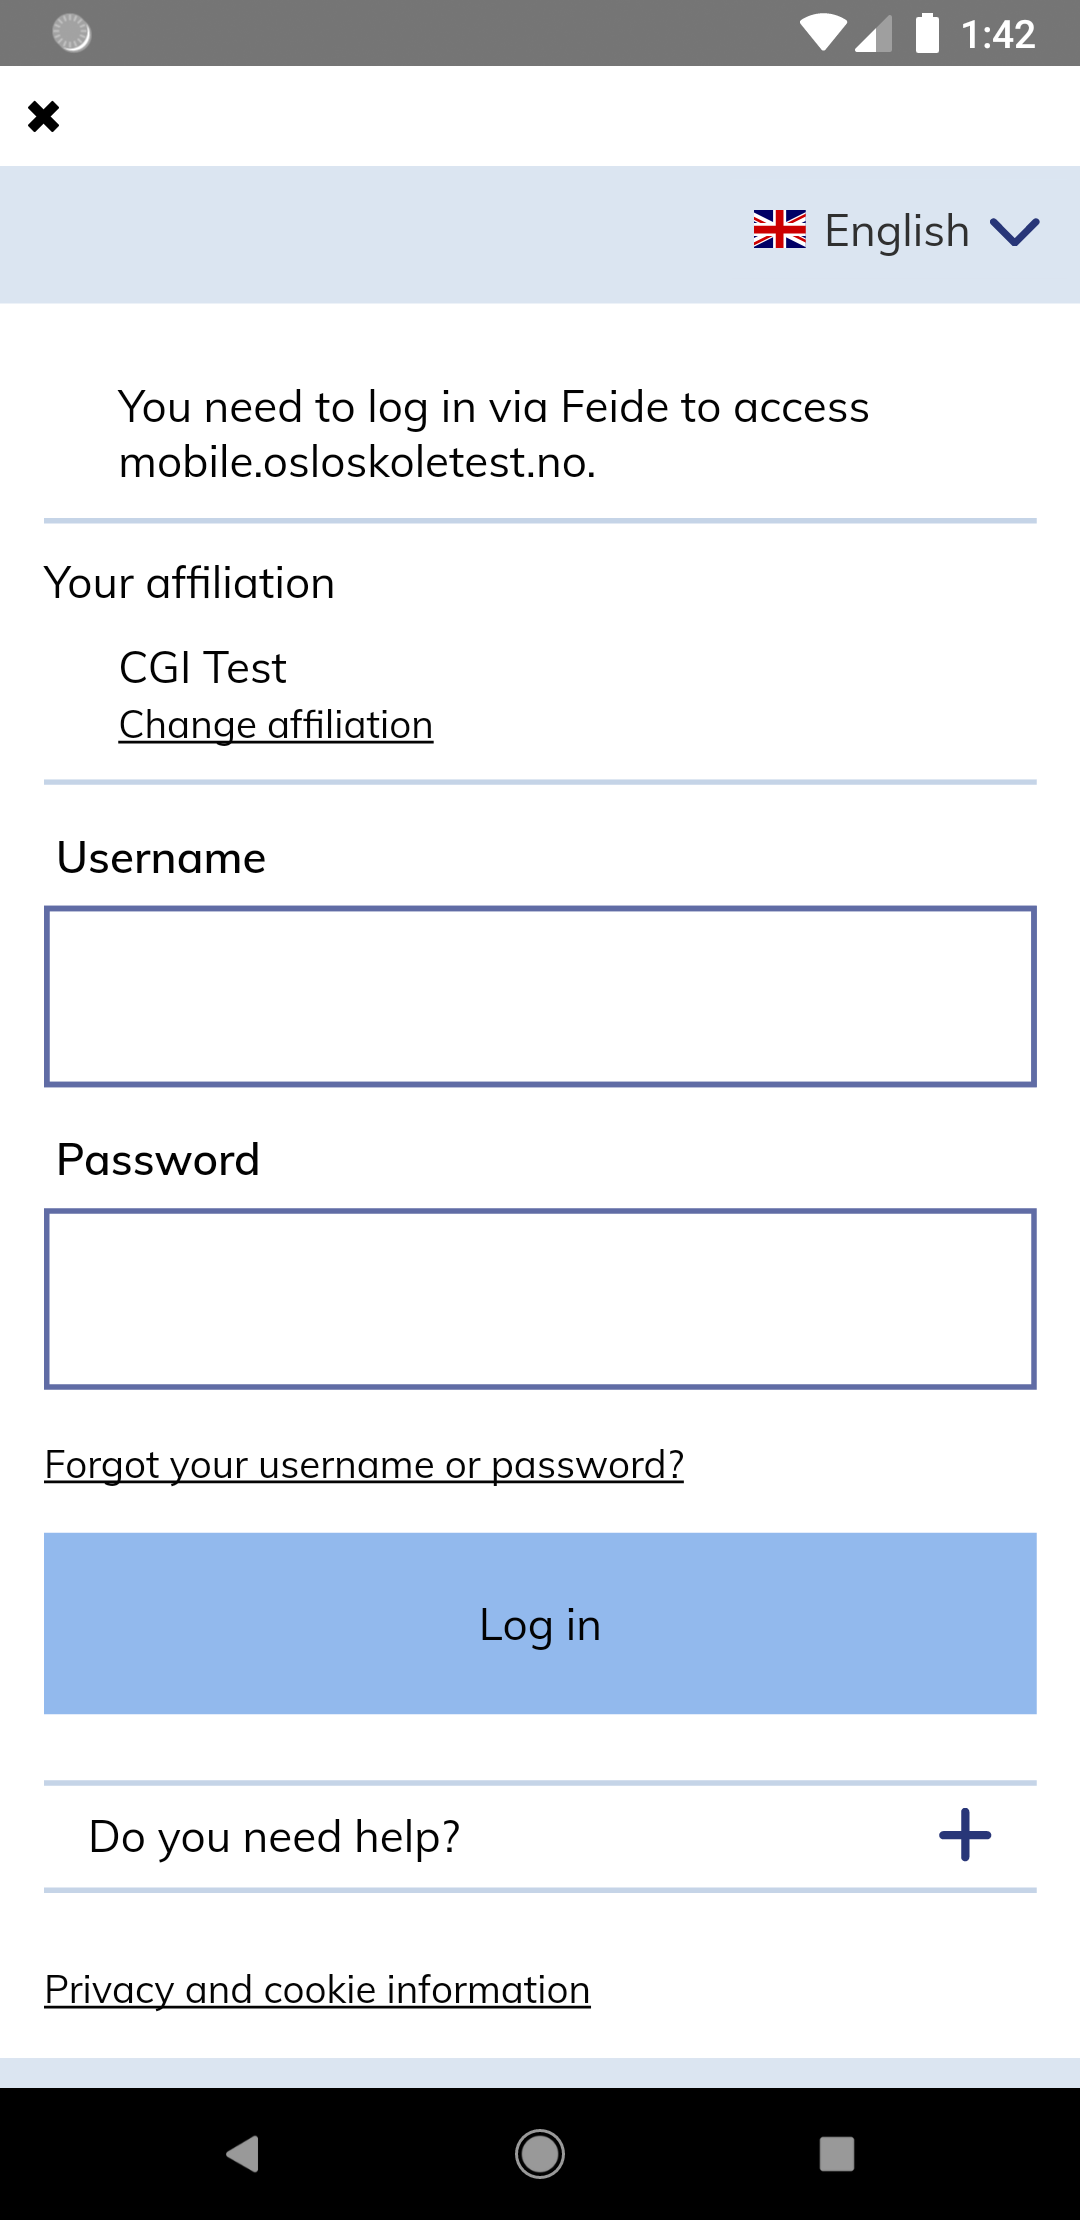 1:42
English
You need to log in via Feide to access
mobile.osloskoletest.no.
Your affiliation
CGI Test
Change affiliation
Username
Password
Forgot your username or password?
Log in
Do you need help?
Privacy and cookie information